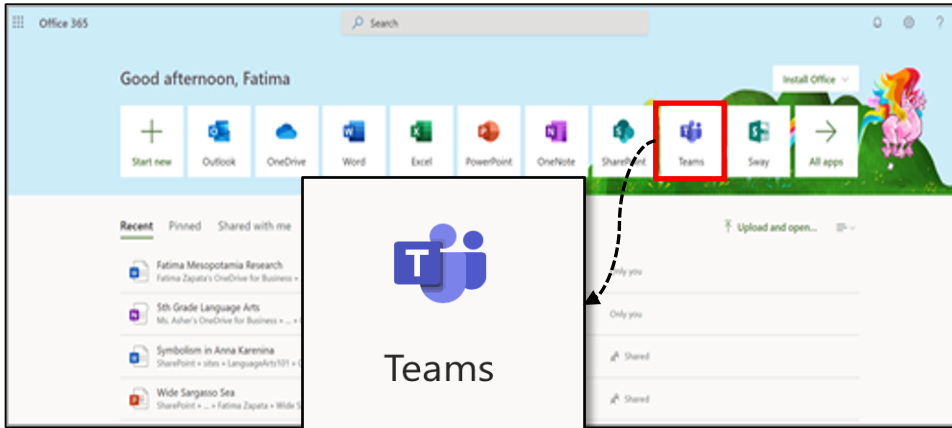 Office 365
Search
?
Good afternoon, Fatima
Install Office
Start new Outlook OneDrive Word Excel PowerPoint OneNote SharePoint Teams Sway All apps
Recent Pinned Shared with me
Upload and open...
Fatima Mesopotamia Research
Fatima Zapata's OneDrive for Business »
Only you
5th Grade Language Arts
Ms. Asher's OneDrive for Business » ... »
Only you
Symbolism in Anna Karenina
SharePoint » sites » LanguageArts101 »
Shared
Wide Sargasso Sea
SharePoint » ... » Fatima Zapata » Wide S
Shared
T
Teams